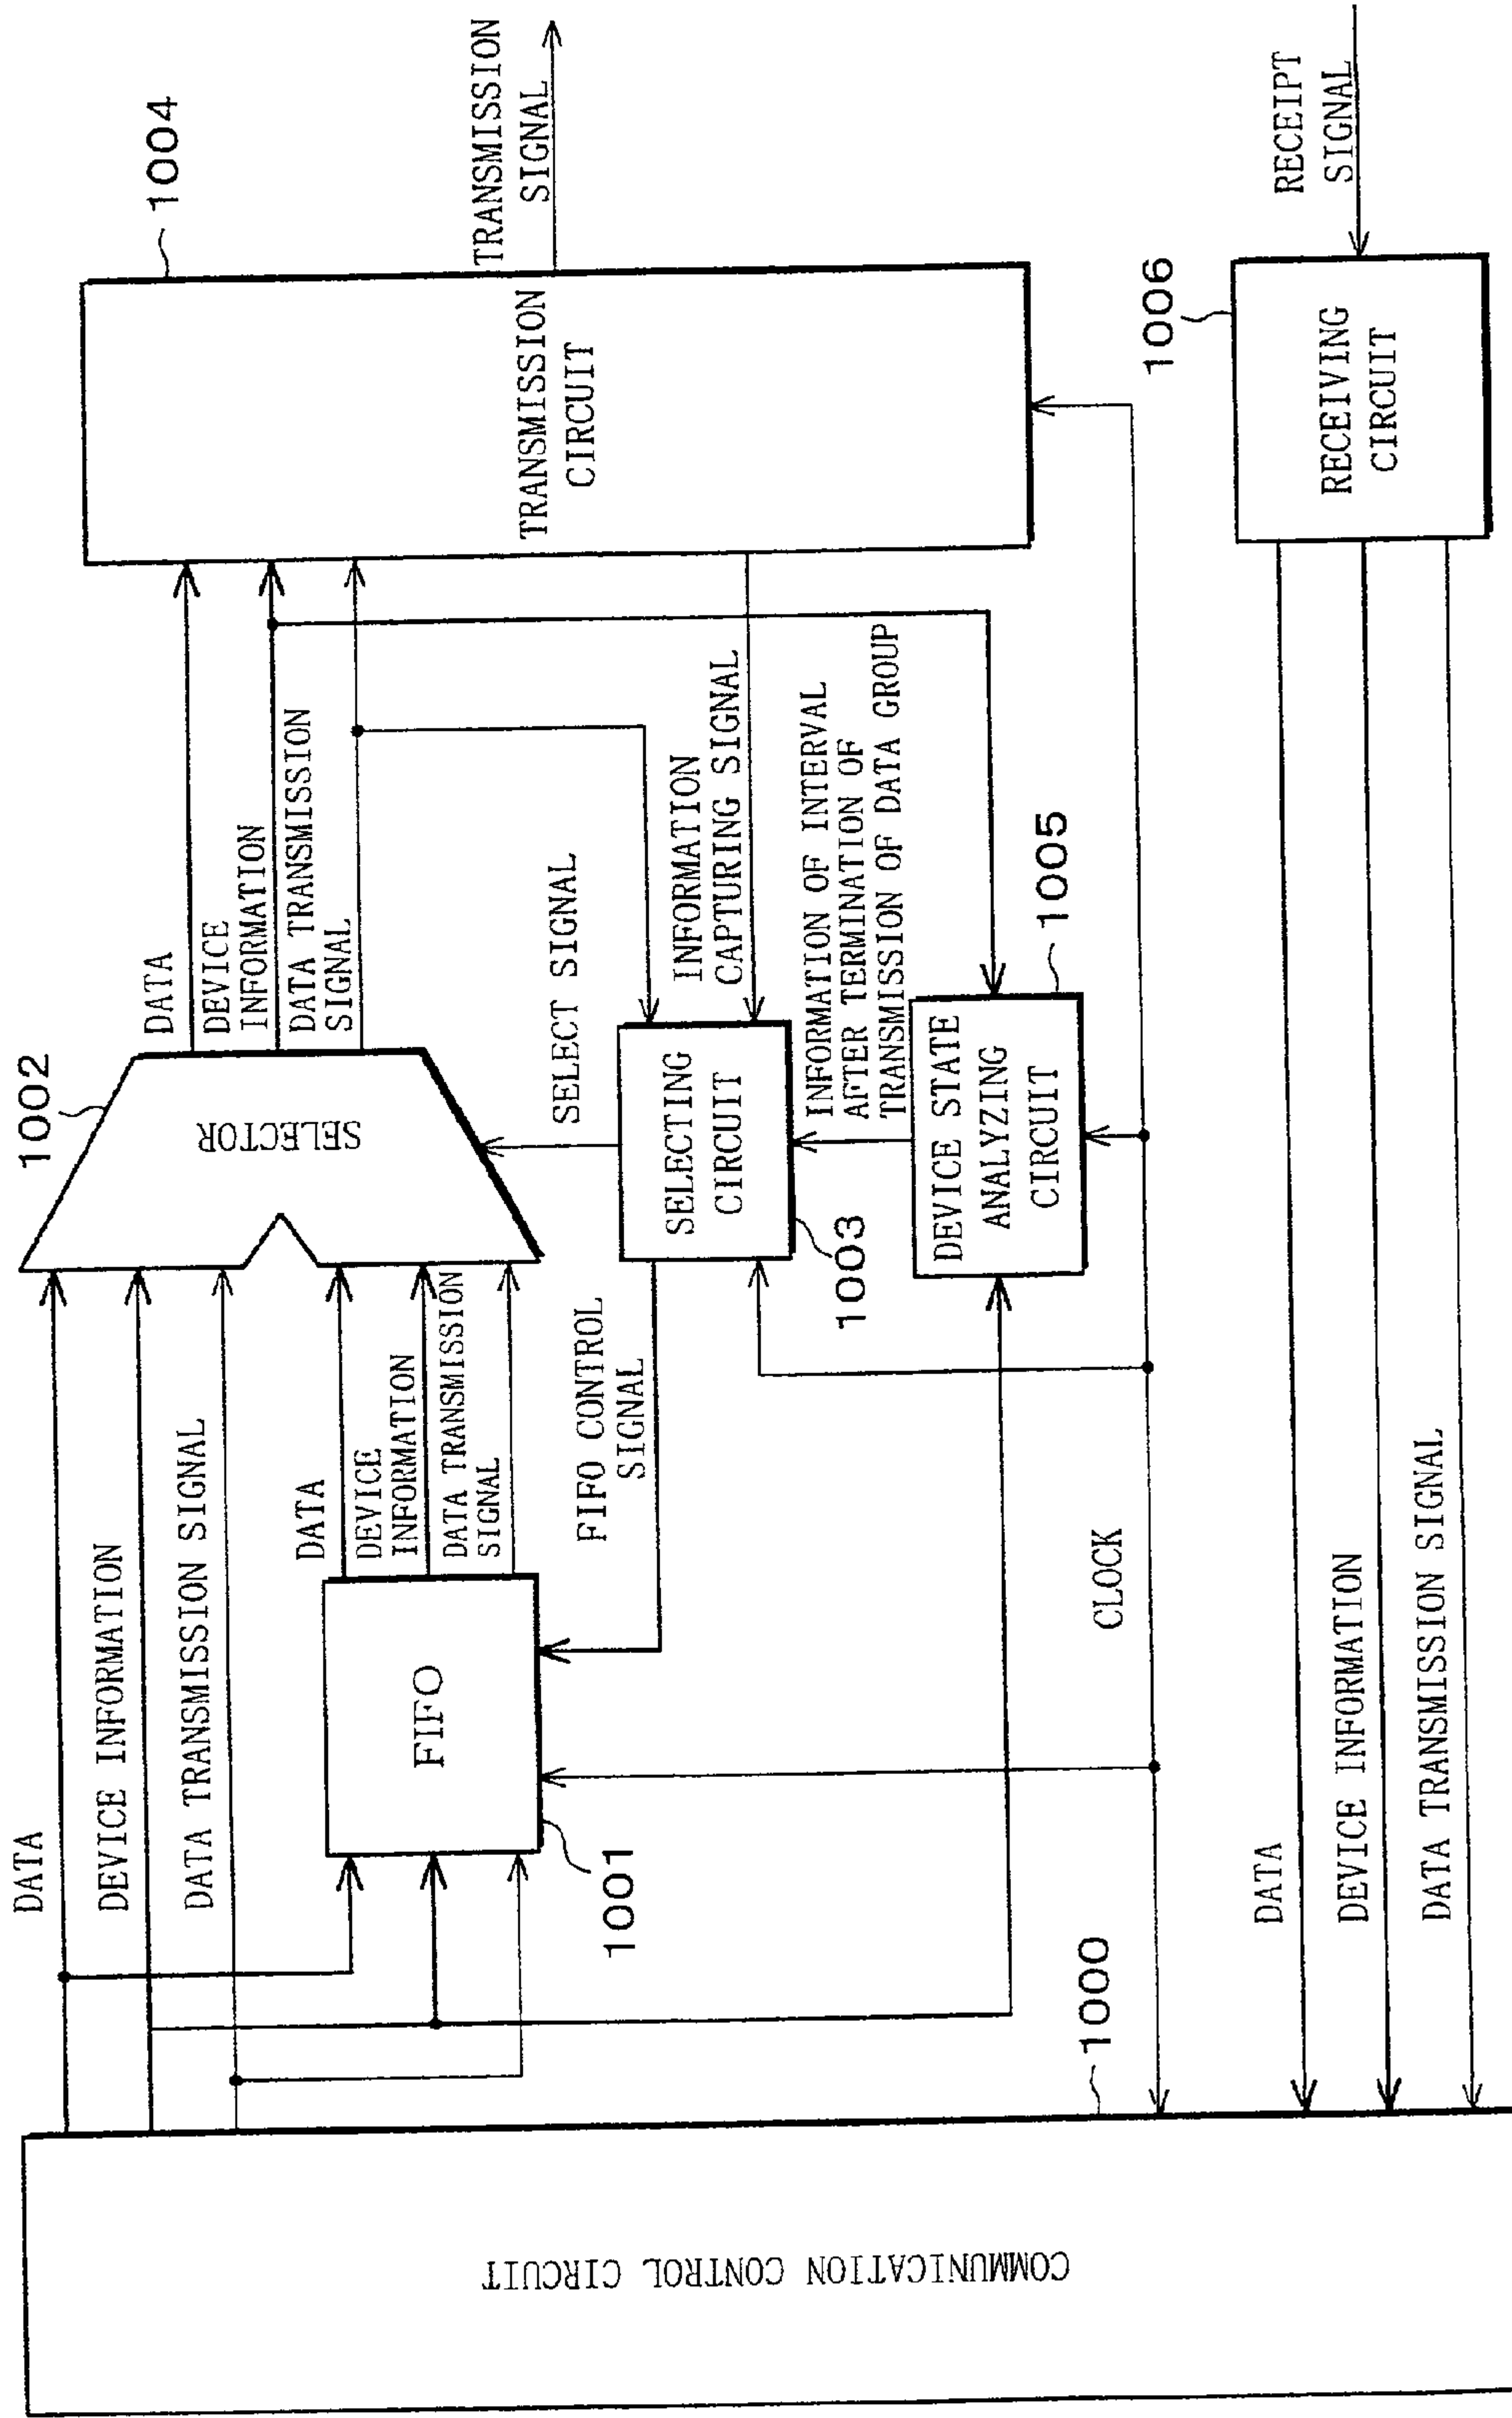 DATA
DEVICE INFORMATION
DATA TRANSMISSION SIGNAL
1002
SELECTOR
DATA
DEVICE
INFORMATION
DATA TRANSMISSION
SIGNAL
1004
TRANSMISSION
CIRCUIT
TRANSMISSION
SIGNAL
DATA
DEVICE
INFORMATION
DATA TRANSMISSION
SIGNAL
FIFO
1001
FIFO CONTROL
SIGNAL
SELECT SIGNAL
SELECTING
CIRCUIT
1003
INFORMATION
CAPTURING SIGNAL
INFORMATION OF INTERVAL
AFTER TERMINATION OF
TRANSMISSION OF DATA GROUP
DEVICE STATE
ANALYZING
CIRCUIT
1005
CLOCK
1000
COMMUNICATION CONTROL CIRCUIT
1006
RECEIVING
CIRCUIT
RECEIPT
SIGNAL
DATA
DEVICE INFORMATION
DATA TRANSMISSION SIGNAL